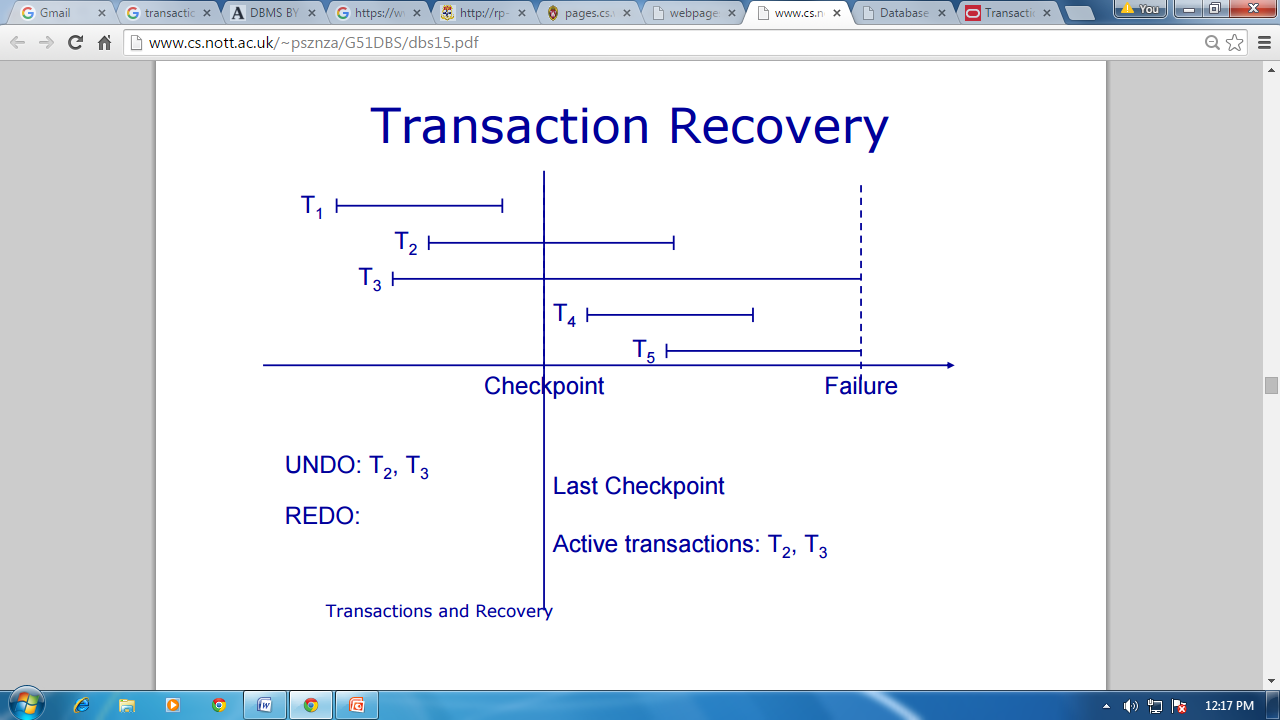 Gmail
transactic
DBMS BY
https://w
http://rp-
pages.cs.
webpage
www.cs.n
Database
Transacti
You
www.cs.nott.ac.uk/~psznza/G51DBS/dbs15.pdf
Transaction Recovery
T1
T2
T3
T4
T5
Checkpoint
Failure
UNDO: T2, T3
Last Checkpoint
REDO:
Active transactions: T2, T3
Transactions and Recovery
12:17 PM